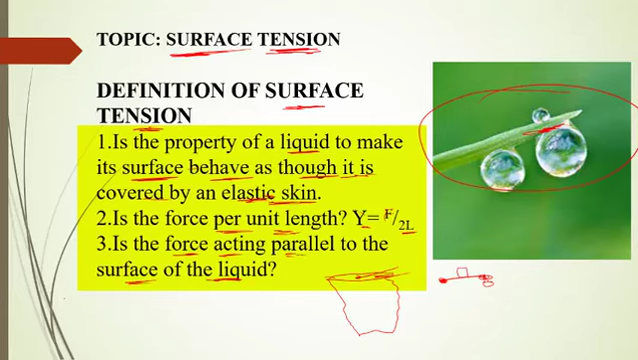 TOPIC: SURFACE TENSION
DEFINITION OF SURFACE
TENSION
1.Is the property of a liquid to make
its surface behave as though it is
covered by an elastic skin.
2.Is the force per unit length? Y= F/2L
3.Is the force acting parallel to the
surface of the liquid?